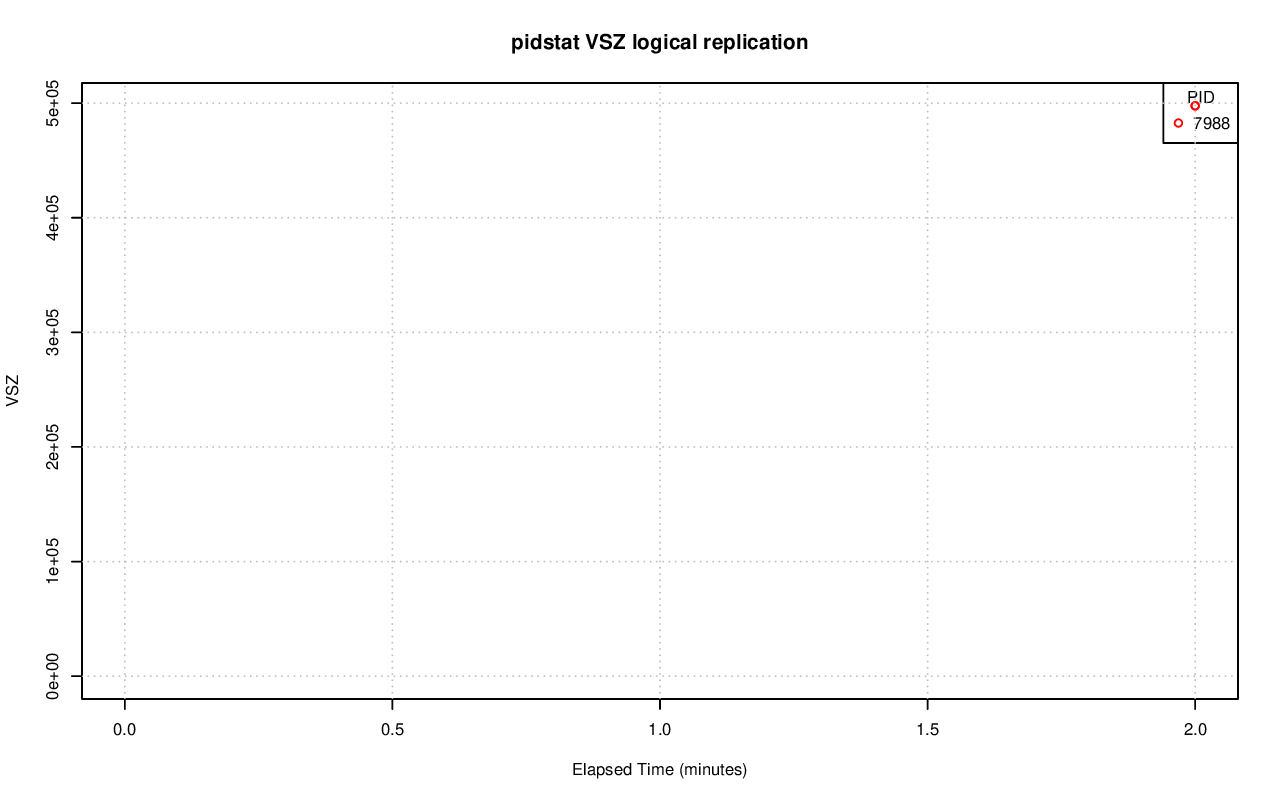 pidstat VSZ logical replication
PID
7988
VSZ
5e+05
4e+05
3e+05
2e+05
1e+05
0e+00
0.0 0.5 1.0 1.5 2.0
Elapsed Time (minutes)